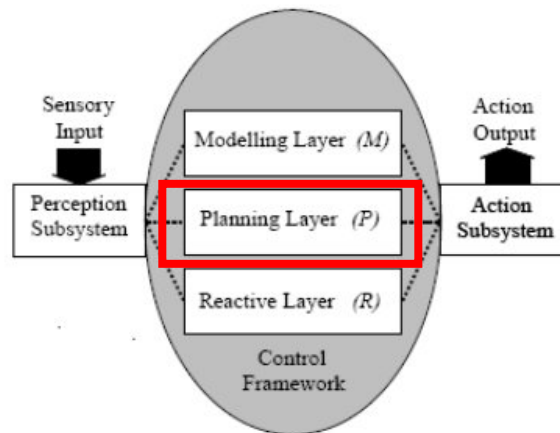 Sensory
Input
Action
Output
Modelling Layer (M)
Perception
Subsystem
Planning Layer (P)
Action
Subsystem
Reactive Layer (R)
Control
Framework